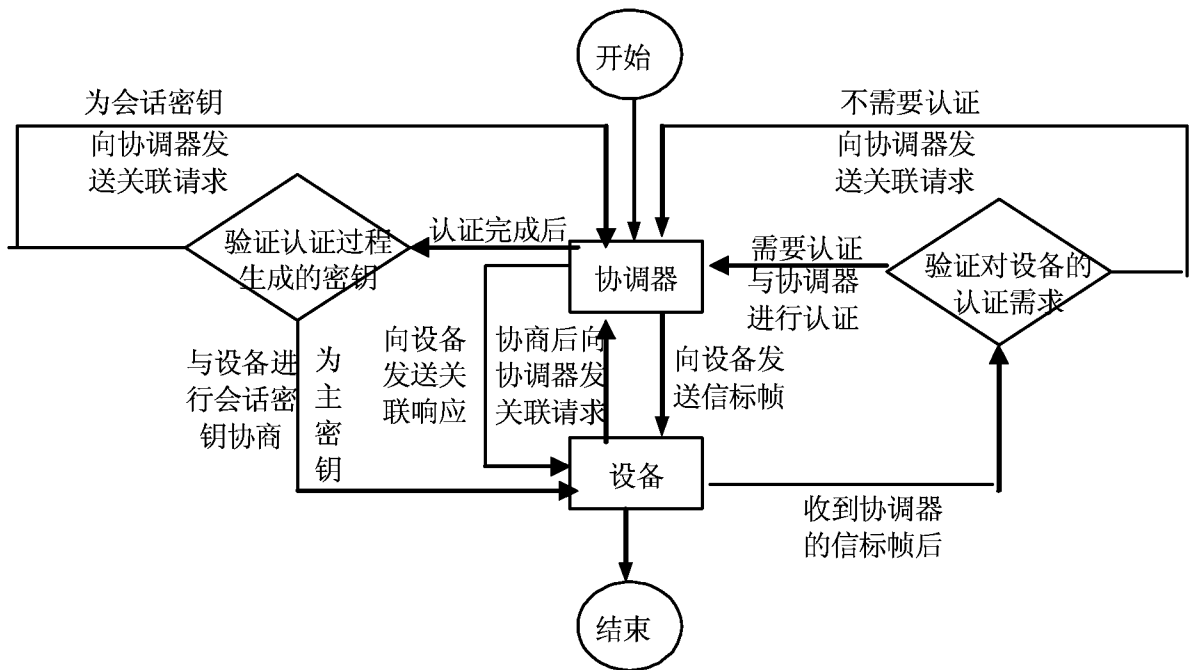 开始
为会话密钥
向协调器发
送关联请求
不需要认证
向协调器发
送关联请求
验证认证过程
生成的密钥
认证完成后
协调器
需要认证
与协调器
进行认证
验证对设备的
认证需求
与设备进
行会话密
钥协商
为
主
密
钥
向设备
发送关
联响应
协商后向
协调器发
关联请求
向设备发
送信标帧
设备
收到协调器
的信标帧后
结束